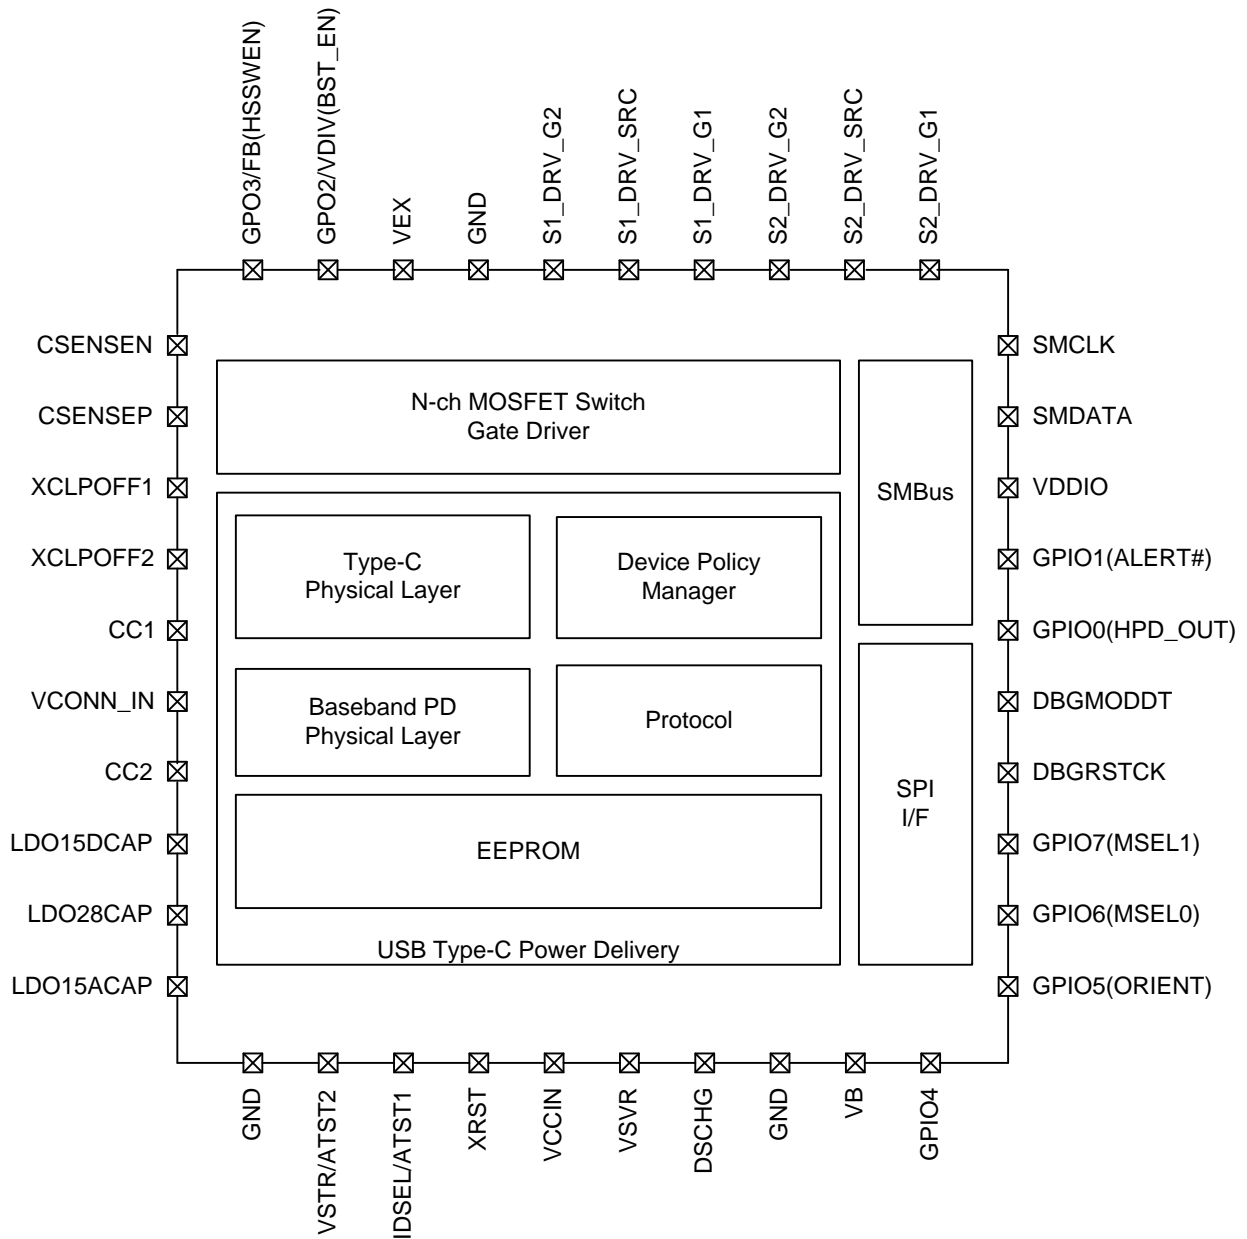 GPO3/FB(HSSWEN)
GPO2/VDIV(BST_EN)
VEX
GND
S1_DRV_G2
S1_DRV_SRC
S1_DRV_G1
S2_DRV_G2
S2_DRV_SRC
S2_DRV_G1
CSENSEN
CSENSEP
XCLPOFF1
XCLPOFF2
CC1
VCONN_IN
CC2
LDO15DCAP
LDO28CAP
LDO15ACAP
N-ch MOSFET Switch
Gate Driver
Type-C
Physical Layer
Device Policy
Manager
Baseband PD
Physical Layer
Protocol
EEPROM
USB Type-C Power Delivery
SMBus
SPI
I/F
SMCLK
SMDATA
VDDIO
GPIO1(ALERT#)
GPIO0(HPD_OUT)
DBGMODDT
DBGRSTCK
GPIO7(MSEL1)
GPIO6(MSEL0)
GPIO5(ORIENT)
GND
VSTR/ATST2
IDSEL/ATST1
XRST
VCCIN
VSVR
DSCHG
GND
VB
GPIO4